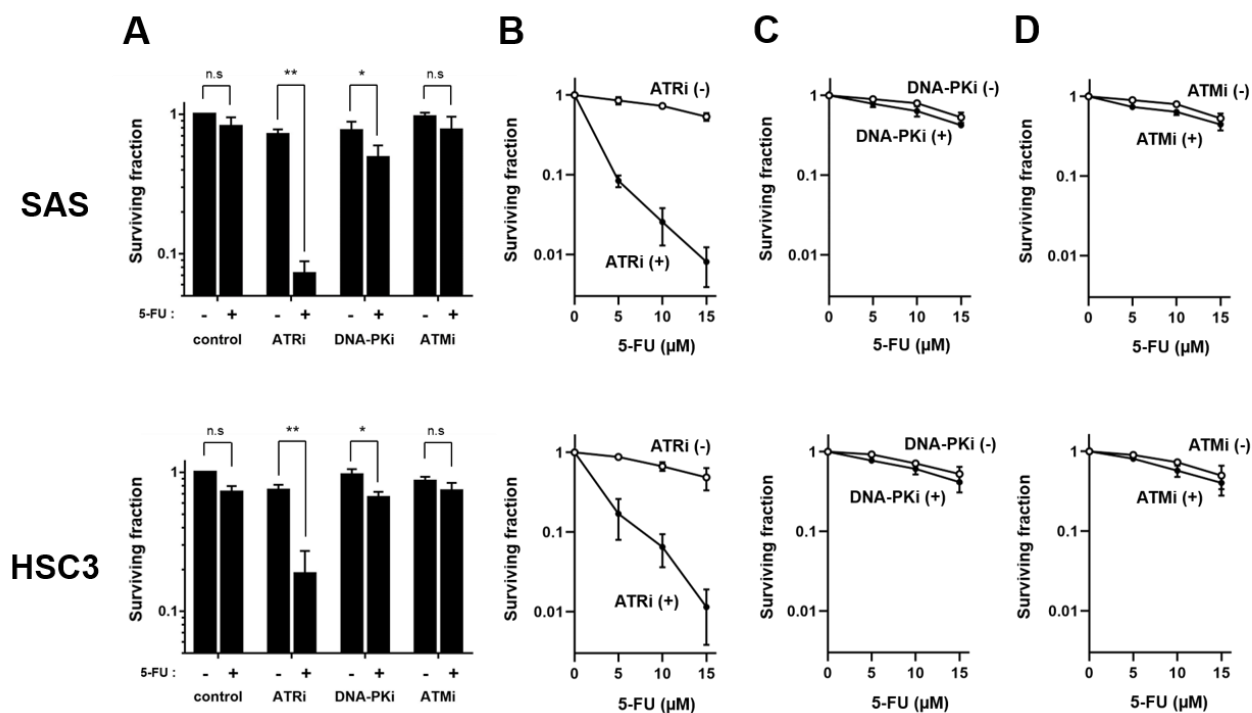 A
B
C
D
SAS
n.s
**
*
n.s
Surviving fraction
1
0.1
5-FU :
- + - + - + - +
control ATRi DNA-PKi ATMi
Surviving fraction
1
0.1
0.01
ATRi (-)
ATRi (+)
0 5 10 15
5-FU (µM)
Surviving fraction
1
0.1
0.01
DNA-PKi (-)
DNA-PKi (+)
0 5 10 15
5-FU (µM)
Surviving fraction
1
0.1
0.01
ATMi (-)
ATMi (+)
0 5 10 15
5-FU (µM)
HSC3
n.s
**
*
n.s
Surviving fraction
1
0.1
5-FU :
- + - + - + - +
control ATRi DNA-PKi ATMi
Surviving fraction
1
0.1
0.01
ATRi (-)
ATRi (+)
0 5 10 15
5-FU (µM)
Surviving fraction
1
0.1
0.01
DNA-PKi (-)
DNA-PKi (+)
0 5 10 15
5-FU (µM)
Surviving fraction
1
0.1
0.01
ATMi (-)
ATMi (+)
0 5 10 15
5-FU (µM)